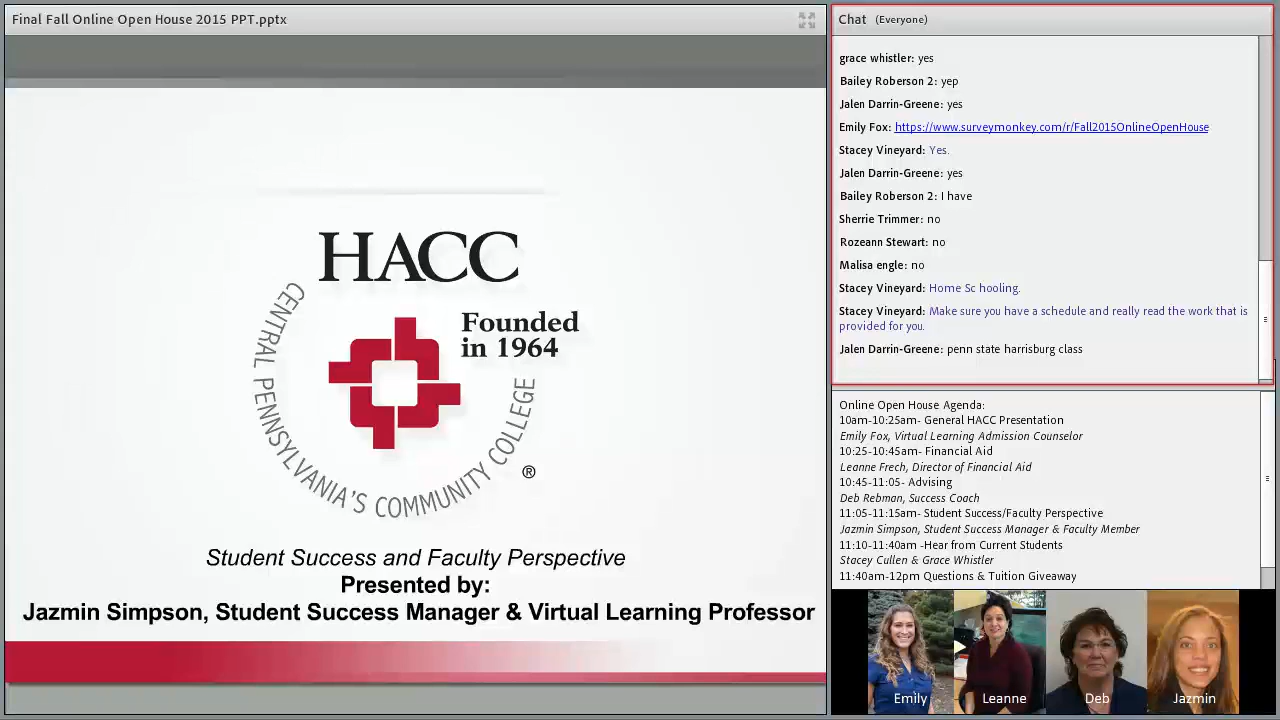 Final Fall Online Open House 2015 PPT.pptx
HACC
Founded
in 1964
CENTRAL PENNSYLVANIA'S COMMUNITY COLLEGE
®
Student Success and Faculty Perspective
Presented by:
Jazmin Simpson, Student Success Manager & Virtual Learning Professor
Chat (Everyone)
grace whistler: yes
Bailey Roberson 2: yep
Jalen Darrin-Greene: yes
Emily Fox: https://www.surveymonkey.com/r/Fall2015OnlineOpenHouse
Stacey Vineyard: Yes.
Jalen Darrin-Greene: yes
Bailey Roberson 2: I have
Sherrie Trimmer: no
Rozeann Stewart: no
Malisa engle: no
Stacey Vineyard: Home Sc hooling.
Stacey Vineyard: Make sure you have a schedule and really read the work that is
provided for you.
Jalen Darrin-Greene: penn state harrisburg class
Online Open House Agenda:
10am-10:25am- General HACC Presentation
Emily Fox, Virtual Learning Admission Counselor
10:25-10:45am- Financial Aid
Leanne Frech, Director of Financial Aid
10:45-11:05- Advising
Deb Rebman, Success Coach
11:05-11:15am- Student Success/Faculty Perspective
Jazmin Simpson, Student Success Manager & Faculty Member
11:10-11:40am -Hear from Current Students
Stacey Cullen & Grace Whistler
11:40am-12pm Questions & Tuition Giveaway
Emily
Leanne
Deb
Jazmin